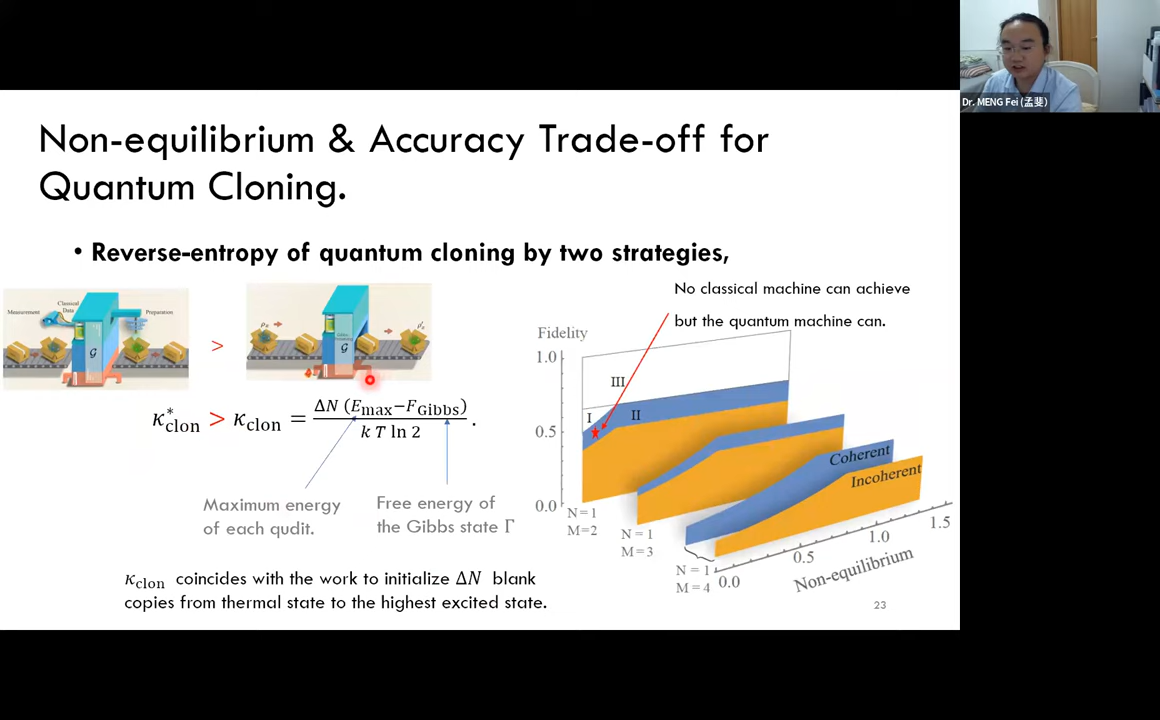 Dr. MENG Fei (孟斐)
Non-equilibrium & Accuracy Trade-off for
Quantum Cloning.
• Reverse-entropy of quantum cloning by two strategies,
Measurement
Classical
Data
Preparation
G
>
G
No classical machine can achieve
but the quantum machine can.
κ*clon > κclon = ΔN (Emax−FGibbs) / k T ln 2 .
Maximum energy
of each qudit.
Free energy of
the Gibbs state Γ
κclon coincides with the work to initialize ΔN blank
copies from thermal state to the highest excited state.
Fidelity
1.0
0.5
0.0
I
II
III
N=1
M=2
N=1
M=3
N=1
M=4
Coherent
Incoherent
0.0
0.5
1.0
1.5
Non-equilibrium
23